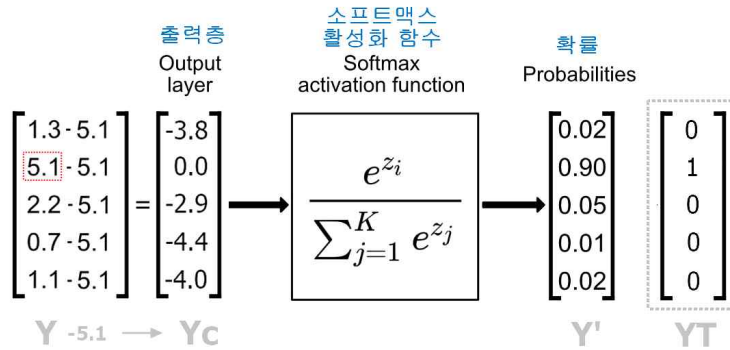 출력층
Output
layer
소프트맥스
활성화 함수
Softmax
activation function
확률
Probabilities
1.3 - 5.1
5.1 - 5.1
2.2 - 5.1
0.7 - 5.1
1.1 - 5.1
=
-3.8
0.0
-2.9
-4.4
-4.0
e^{z_i}
∑_{j=1}^{K} e^{z_j}
0.02
0.90
0.05
0.01
0.02
0
1
0
0
0
Y -5.1 → Yc
Y'
YT